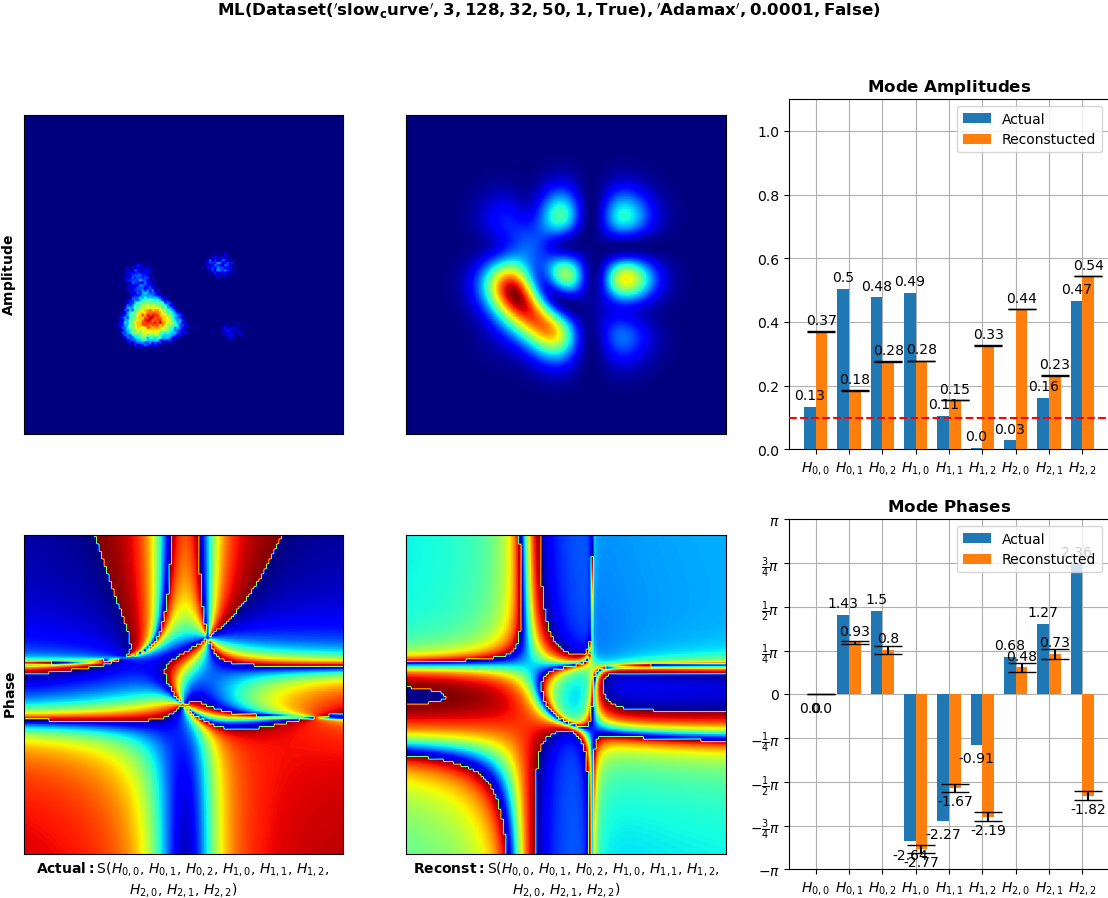 ML(Dataset('slow_curve', 3, 128, 32, 50, 1, True), 'Adamax', 0.0001, False)
Amplitude
Mode Amplitudes
Actual
Reconstucted
1.0
0.8
0.6
0.4
0.2
0.0
0.13
0.37
0.5
0.18
0.48
0.28
0.49
0.28
0.11
0.15
0.0
0.33
0.03
0.44
0.16
0.23
0.47
0.54
H0,0 H0,1 H0,2 H1,0 H1,1 H1,2 H2,0 H2,1 H2,2
Phase
Actual: S(H0,0, H0,1, H0,2, H1,0, H1,1, H1,2,
H2,0, H2,1, H2,2)
Reconst: S(H0,0, H0,1, H0,2, H1,0, H1,1, H1,2,
H2,0, H2,1, H2,2)
Mode Phases
Actual
Reconstucted
π
3/4π
1/2π
1/4π
0
−1/4π
−1/2π
−3/4π
−π
0.0
0.0
1.43
0.93
1.5
0.8
-2.64
-2.77
-2.27
-1.67
-0.91
-2.19
0.68
0.48
1.27
0.73
2.36
-1.82
H0,0 H0,1 H0,2 H1,0 H1,1 H1,2 H2,0 H2,1 H2,2